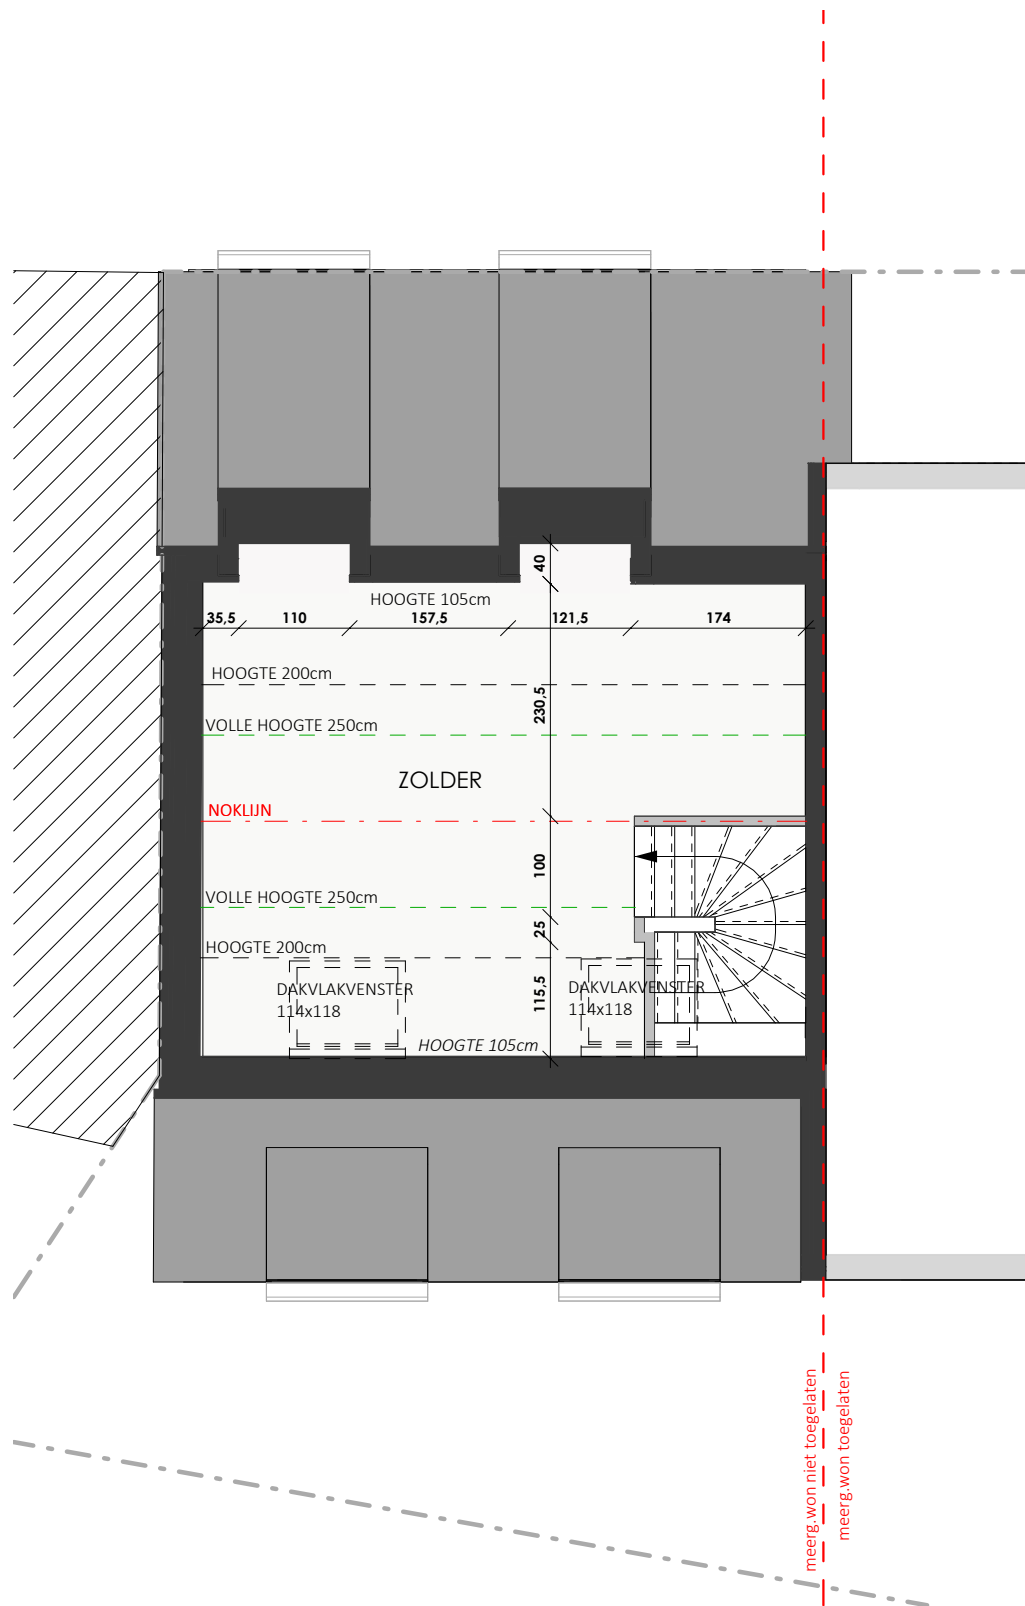 40
HOOGTE 105cm
35,5
110
157,5
121,5
174
HOOGTE 200cm
230,5
VOLLE HOOGTE 250cm
ZOLDER
NOKLIJN
100
VOLLE HOOGTE 250cm
25
HOOGTE 200cm
115,5
DAKVLAKVENSTER
114x118
DAKVLAKVENSTER
114x118
HOOGTE 105cm
meerg.won niet toegelaten
meerg.won toegelaten